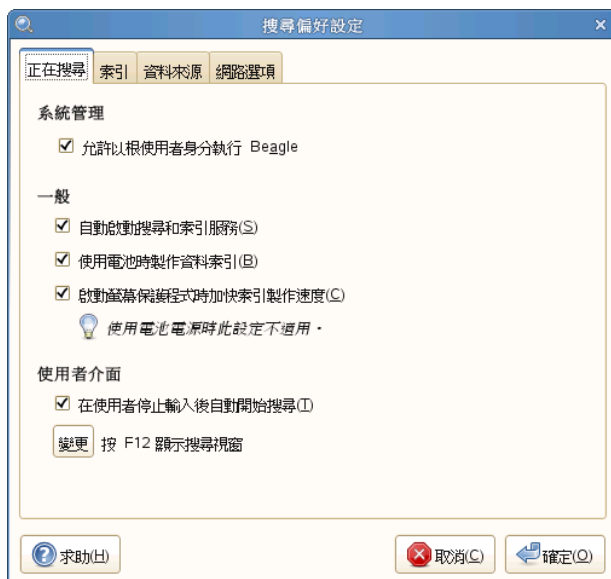 搜尋偏好設定
正在搜尋 索引 資料來源 網路選項
系統管理
允許以根使用者身分執行 Beagle
一般
自動啟動搜尋和索引服務(S)
使用電池時製作資料索引(B)
啟動螢幕保護程式時加快索引製作速度(C)
使用電池電源時此設定不適用。
使用者介面
在使用者停止輸入後自動開始搜尋(T)
變更 按 F12 顯示搜尋視窗
求助(H) 取消(C) 確定(O)